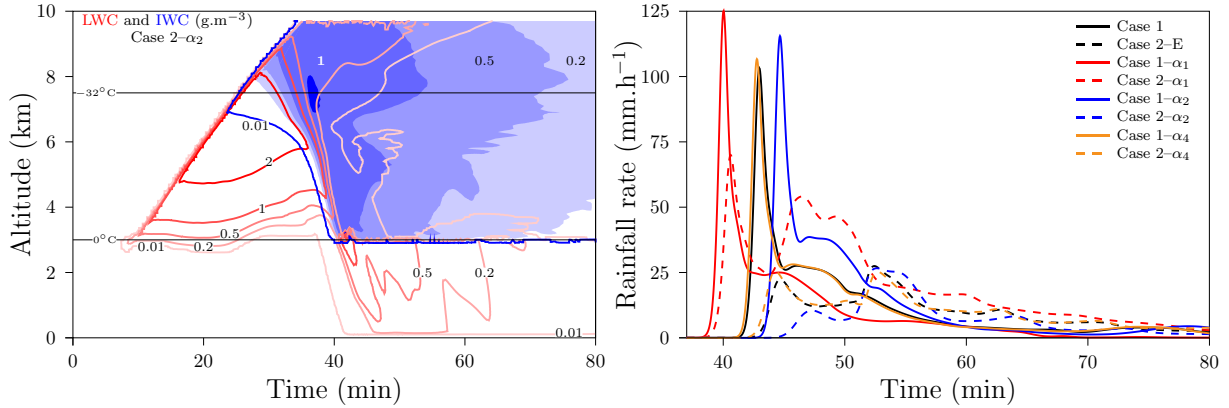 LWC and IWC (g.m−3)
Case 2–α2
10
8
6
4
2
0
Altitude (km)
−32°C
0°C
0.01
2
1
0.5
0.2
0.01
1
0.5
0.2
0.5
0.2
0.01
0
20
40
60
80
Time (min)
125
100
75
50
25
0
Rainfall rate (mm.h−1)
Case 1
Case 2–E
Case 1–α1
Case 2–α1
Case 1–α2
Case 2–α2
Case 1–α4
Case 2–α4
40
50
60
70
80
Time (min)